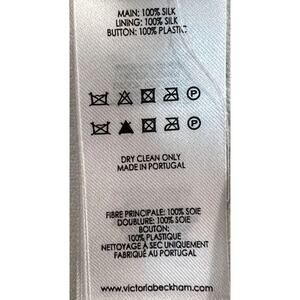 MAIN: 100% SILK
LINING: 100% SILK
BUTTON: 100% PLASTIC
P
P
DRY CLEAN ONLY
MADE IN PORTUGAL
FIBRE PRINCIPALE: 100% SOIE
DOUBLURE: 100% SOIE
BOUTON:
100% PLASTIQUE
NETTOYAGE À SEC UNIQUEMENT
FABRIQUÉ AU PORTUGAL
www.victoriabeckham.com